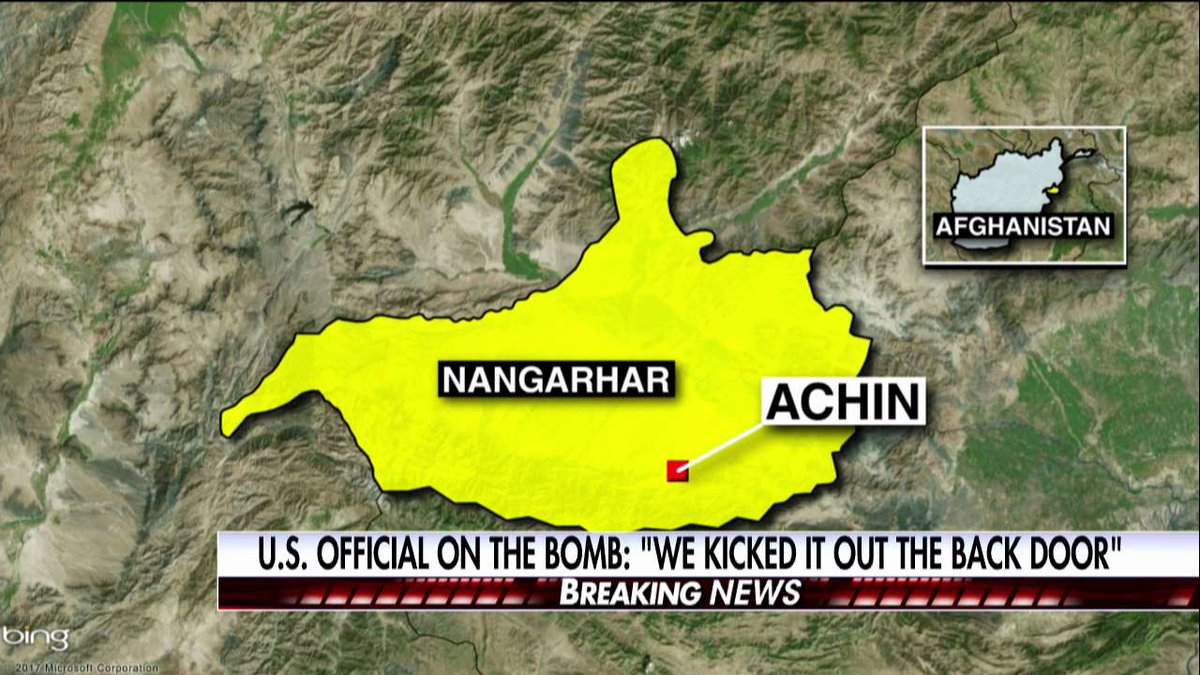 AFGHANISTAN
NANGARHAR
ACHIN
U.S. OFFICIAL ON THE BOMB: "WE KICKED IT OUT THE BACK DOOR"
BREAKING NEWS
bing
© 2017 Microsoft Corporation